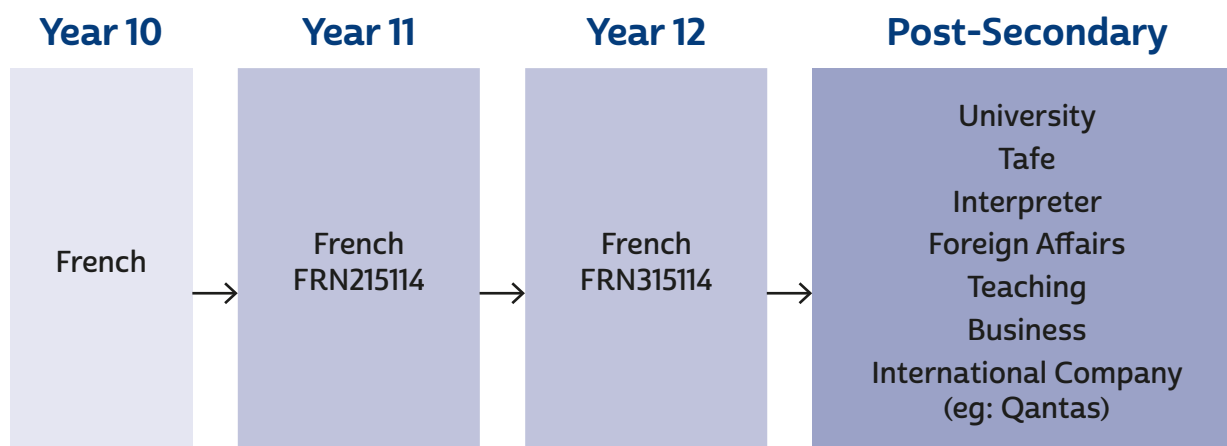 Year 10
Year 11
Year 12
Post-Secondary
French
French
FRN215114
French
FRN315114
University
Tafe
Interpreter
Foreign Affairs
Teaching
Business
International Company
(eg: Qantas)